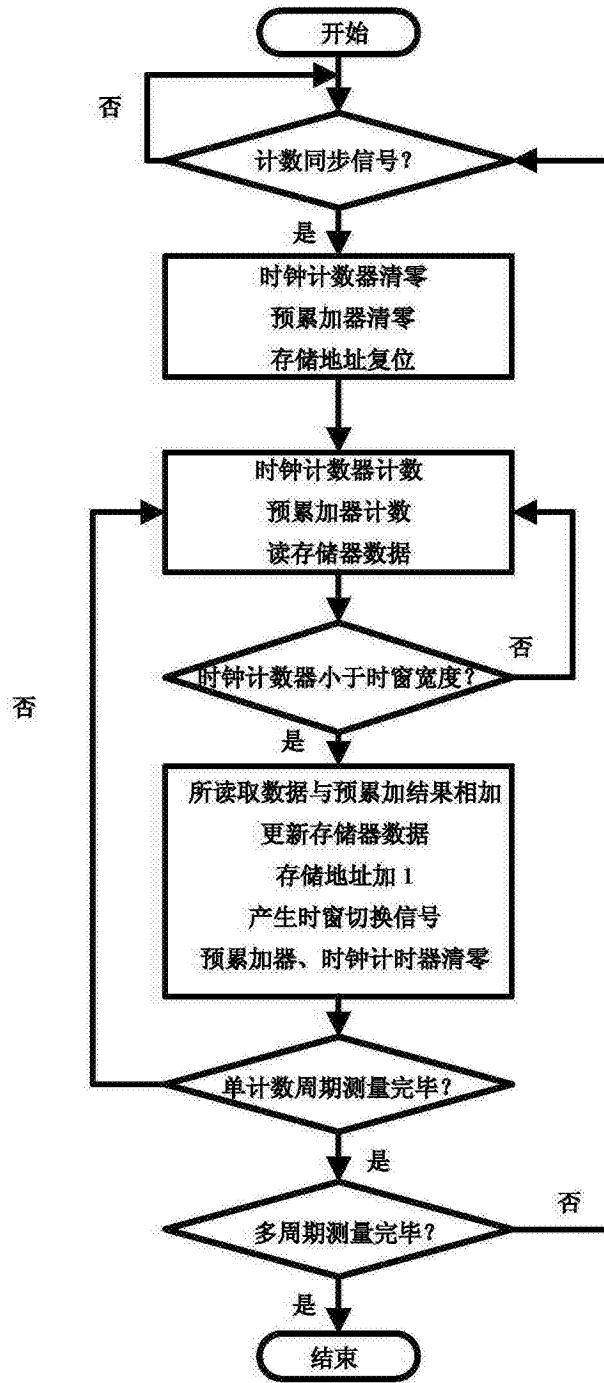 开始
否
计数同步信号？
是
时钟计数器清零
预累加器清零
存储地址复位
时钟计数器计数
预累加器计数
读存储器数据
否
时钟计数器小于时窗宽度？
否
是
所读取数据与预累加结果相加
更新存储器数据
存储地址加 1
产生时窗切换信号
预累加器、时钟计时器清零
单计数周期测量完毕？
是
否
多周期测量完毕？
是
结束